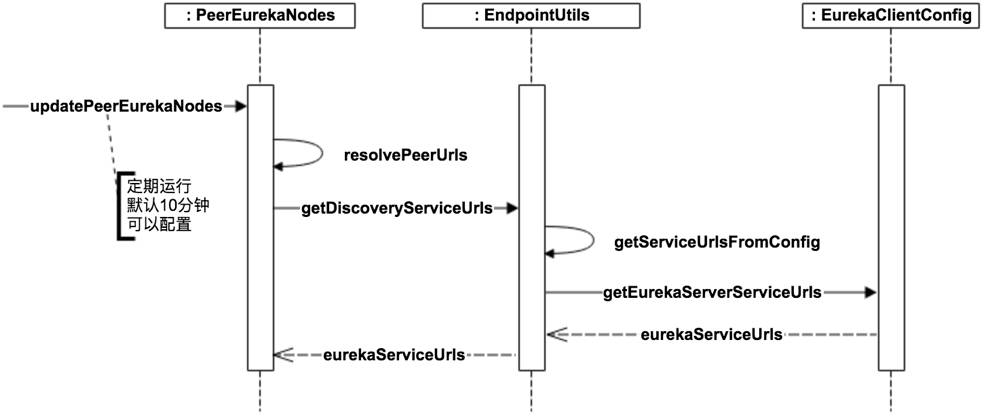 : PeerEurekaNodes
: EndpointUtils
: EurekaClientConfig
updatePeerEurekaNodes
resolvePeerUrls
定期运行
默认10分钟
可以配置
getDiscoveryServiceUrls
getServiceUrlsFromConfig
getEurekaServerServiceUrls
eurekaServiceUrls
eurekaServiceUrls